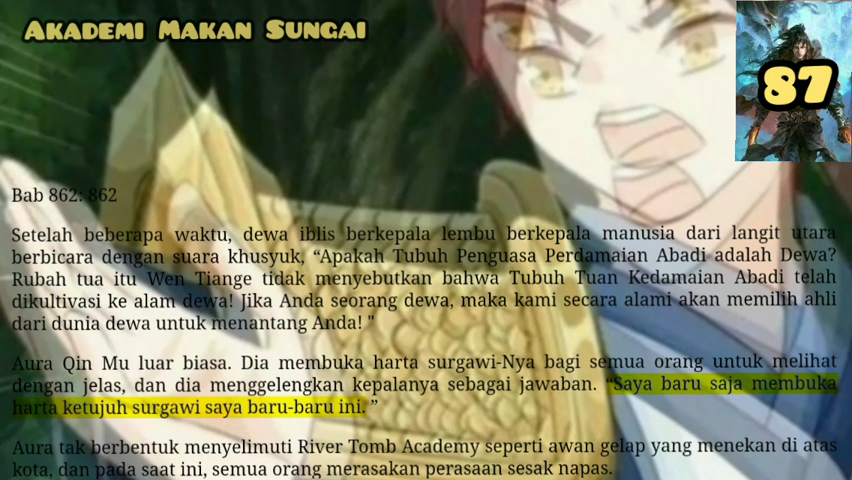 Akademi Makan Sungai
87
Bab 862: 862
Setelah beberapa waktu, dewa iblis berkepala lembu berkepala manusia dari langit utara
berbicara dengan suara khusyuk, “Apakah Tubuh Penguasa Perdamaian Abadi adalah Dewa?
Rubah tua itu Wen Tiange tidak menyebutkan bahwa Tubuh Tuan Kedamaian Abadi telah
dikultivasi ke alam dewa! Jika Anda seorang dewa, maka kami secara alami akan memilih ahli
dari dunia dewa untuk menantang Anda! "
Aura Qin Mu luar biasa. Dia membuka harta surgawi-Nya bagi semua orang untuk melihat
dengan jelas, dan dia menggelengkan kepalanya sebagai jawaban. “Saya baru saja membuka
harta ketujuh surgawi saya baru-baru ini. ”
Aura tak berbentuk menyelimuti River Tomb Academy seperti awan gelap yang menekan di atas
kota, dan pada saat ini, semua orang merasakan perasaan sesak napas.